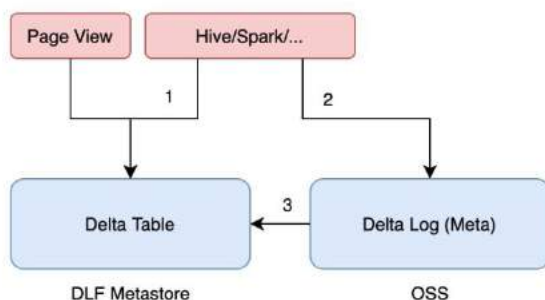 Page View
Hive/Spark/...
1
2
Delta Table
3
Delta Log (Meta)
DLF Metastore
OSS